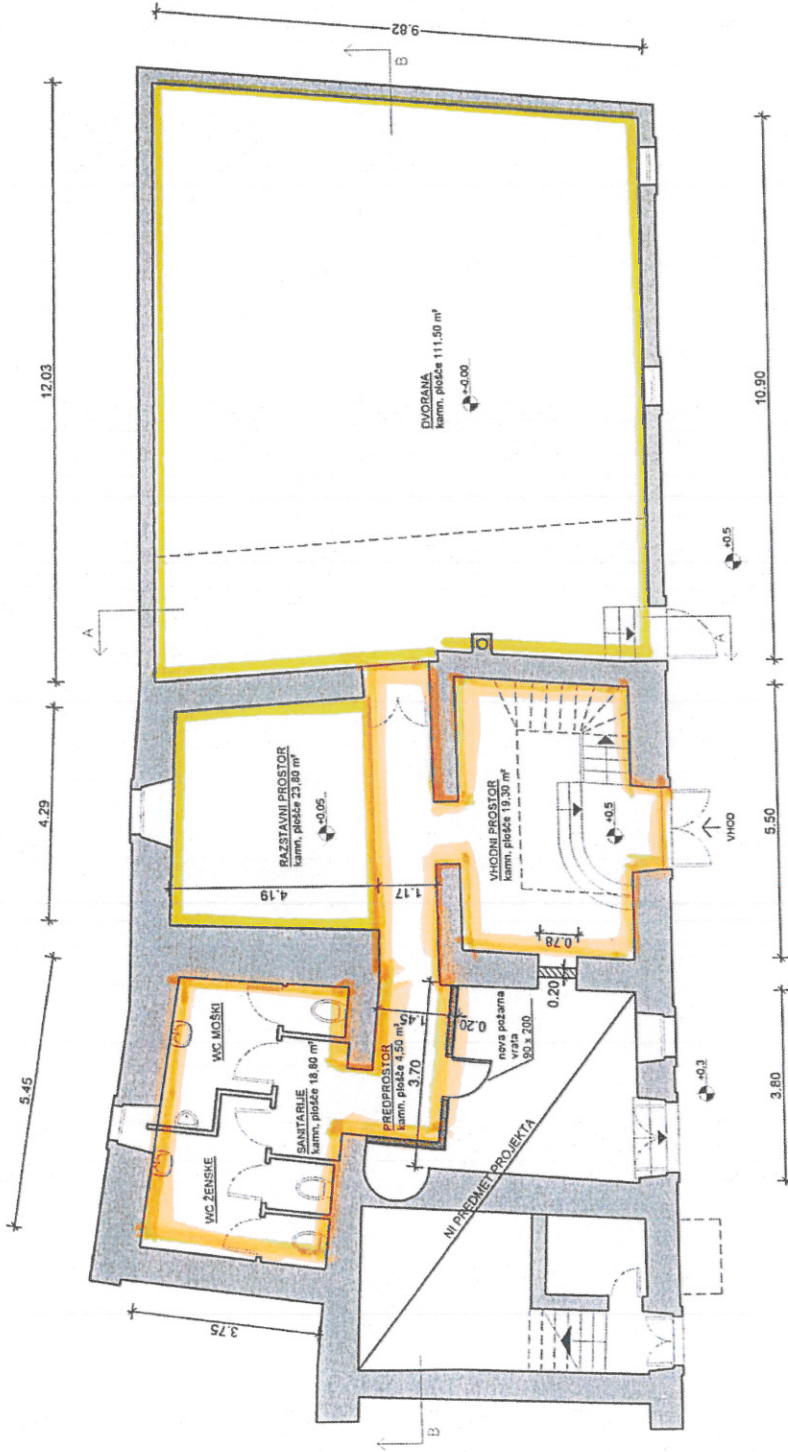 12.03
4.29
5.45
9.82
B
A
DVORANA
kamn. plošče 111.50 m²
+-0.00
RAZSTAVNI PROSTOR
kamn. plošče 23,80 m²
+0.05
4.19
1.17
WC MOŠKI
WC ŽENSKE
SANITARIJE
kamn. plošče 18,80 m²
PREDPROSTOR
kamn. plošče 4,50 m²
3.70
1.45
0.20
nova požarna
vrata
90 x 200
VHODNI PROSTOR
kamn. plošče 19,30 m²
+0.5
0.78
0.20
NI PREDMET PROJEKTA
3.75
B
A
+0.5
+0.3
VHOD
10.90
5.50
3.80